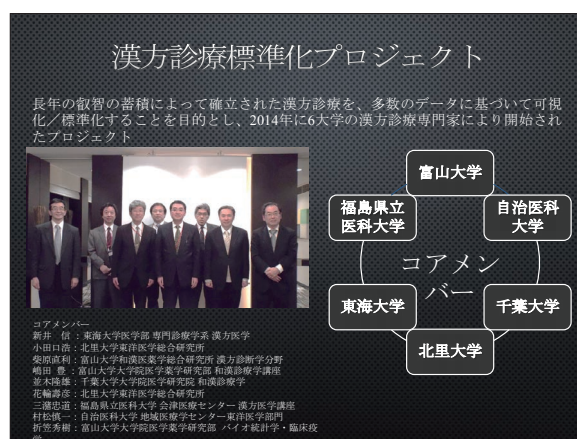 漢方診療標準化プロジェクト
長年の叡智の蓄積によって確立された漢方診療を、多数のデータに基づいて可視
化／標準化することを目的とし、2014年に6大学の漢方診療専門家により開始され
たプロジェクト
富山大学
福島県立
医科大学
自治医科
大学
コアメン
バー
東海大学
千葉大学
北里大学
コアメンバー
新井 信：東海大学医学部 専門診療学系 漢方医学
小田口浩：北里大学東洋医学総合研究所
柴原直利：富山大学和漢医薬学総合研究所 漢方診断学分野
嶋田 豊：富山大学大学院医学薬学研究部 和漢診療学講座
並木隆雄：千葉大学大学院医学研究院 和漢診療学
花輪壽彦：北里大学東洋医学総合研究所
三潴忠道：福島県立医科大学 会津医療センター 漢方医学講座
村松慎一：自治医科大学 地域医療学センター東洋医学部門
折笠秀樹：富山大学大学院医学薬学研究部 バイオ統計学・臨床疫
学